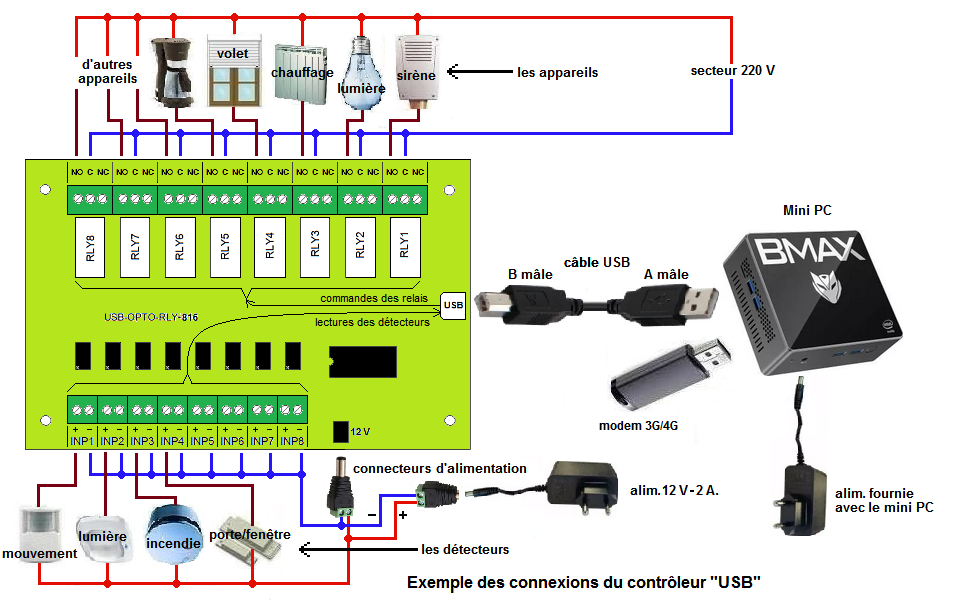 d'autres
appareils
volet
chauffage
lumière
sirène
les appareils
secteur 220 V
NO C NC NO C NC NO C NC NO C NC NO C NC NO C NC NO C NC NO C NC
RLY8 RLY7 RLY6 RLY5 RLY4 RLY3 RLY2 RLY1
commandes des relais
USB
lectures des détecteurs
USB-OPTO-RLY-816
+ − + − + − + − + − + − + − + −
INP1 INP2 INP3 INP4 INP5 INP6 INP7 INP8
12 V
Mini PC
BMAX
intel
B mâle
câble USB
A mâle
modem 3G/4G
connecteurs d'alimentation
− +
alim.12 V - 2 A.
alim. fournie
avec le mini PC
mouvement
lumière
incendie
porte/fenêtre
les détecteurs
Exemple des connexions du contrôleur "USB"